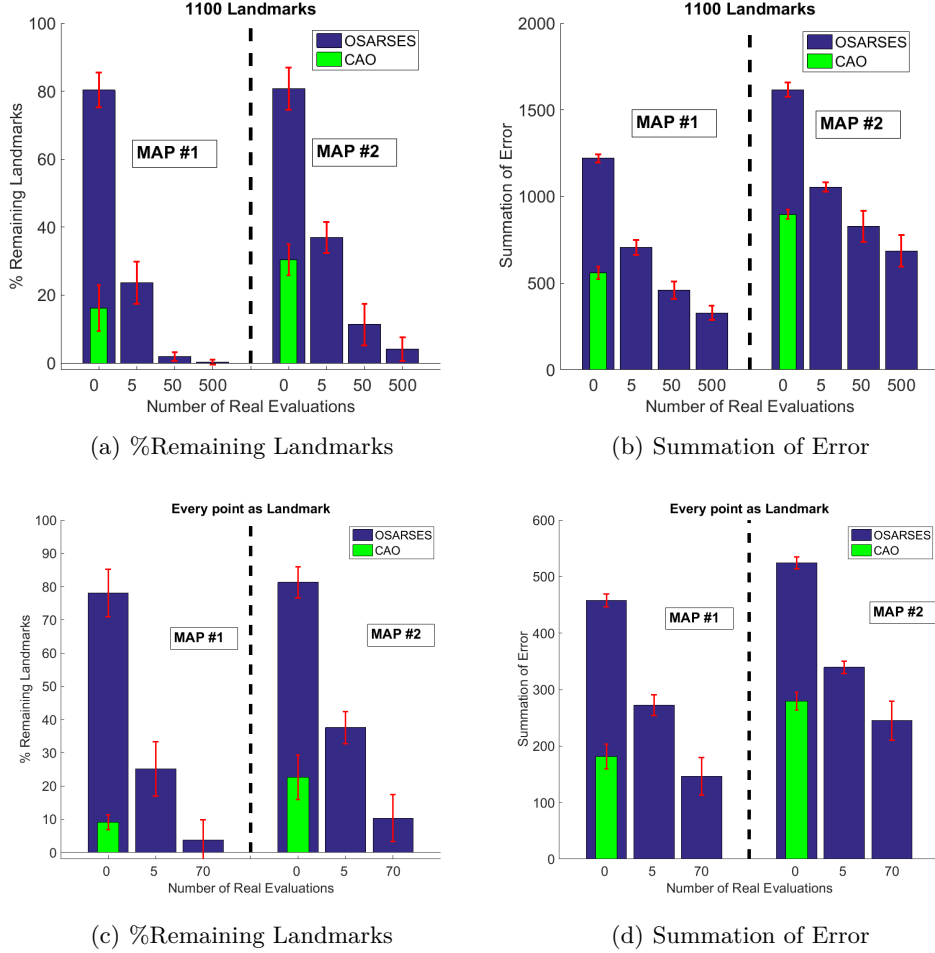 1100 Landmarks
100
80
60
40
20
0
% Remaining Landmarks
OSARSES
CAO
MAP #1
MAP #2
0 5 50 500 0 5 50 500
Number of Real Evaluations
(a) %Remaining Landmarks
1100 Landmarks
2000
1500
1000
500
0
Summation of Error
OSARSES
CAO
MAP #1
MAP #2
0 5 50 500 0 5 50 500
Number of Real Evaluations
(b) Summation of Error
Every point as Landmark
100
90
80
70
60
50
40
30
20
10
0
% Remaining Landmarks
OSARSES
CAO
MAP #1
MAP #2
0 5 70 0 5 70
Number of Real Evaluations
(c) %Remaining Landmarks
Every point as Landmark
600
500
400
300
200
100
0
Summation of Error
OSARSES
CAO
MAP #1
MAP #2
0 5 70 0 5 70
Number of Real Evaluations
(d) Summation of Error